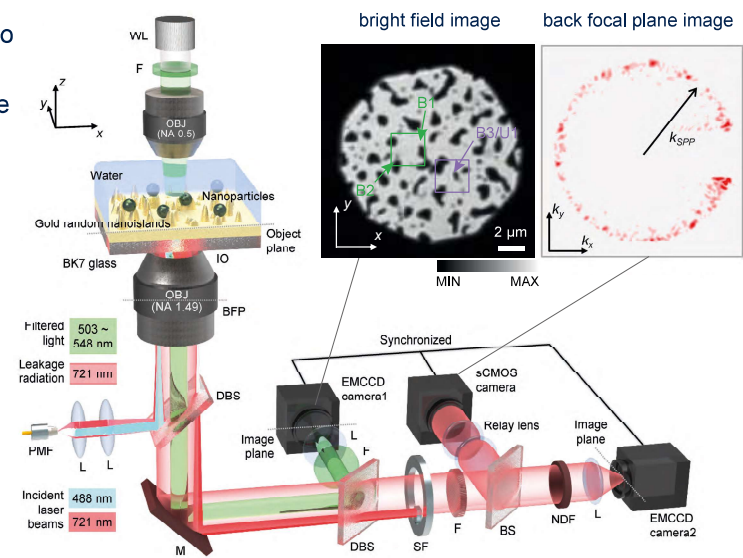 o
e
bright field image
back focal plane image
WL
F
z
y
x
OBJ
(NA 0.5)
Water
Nanoparticles
Gold random nanoislands
Object
plane
BK7 glass
IO
OBJ
(NA 1.49)
BFP
B1
B3/U1
B2
y
x
2 μm
MIN
MAX
kSPP
ky
kx
Filtered
light
503 ~
548 nm
Leakage
radiation
721 nm
DBS
PMF
L
L
Incident
laser
beams
488 nm
721 nm
M
Synchronized
EMCCD
camera1
sCMOS
camera
Image
plane
L
F
Relay lens
Image
plane
DBS
SF
F
BS
NDF
L
EMCCD
camera2